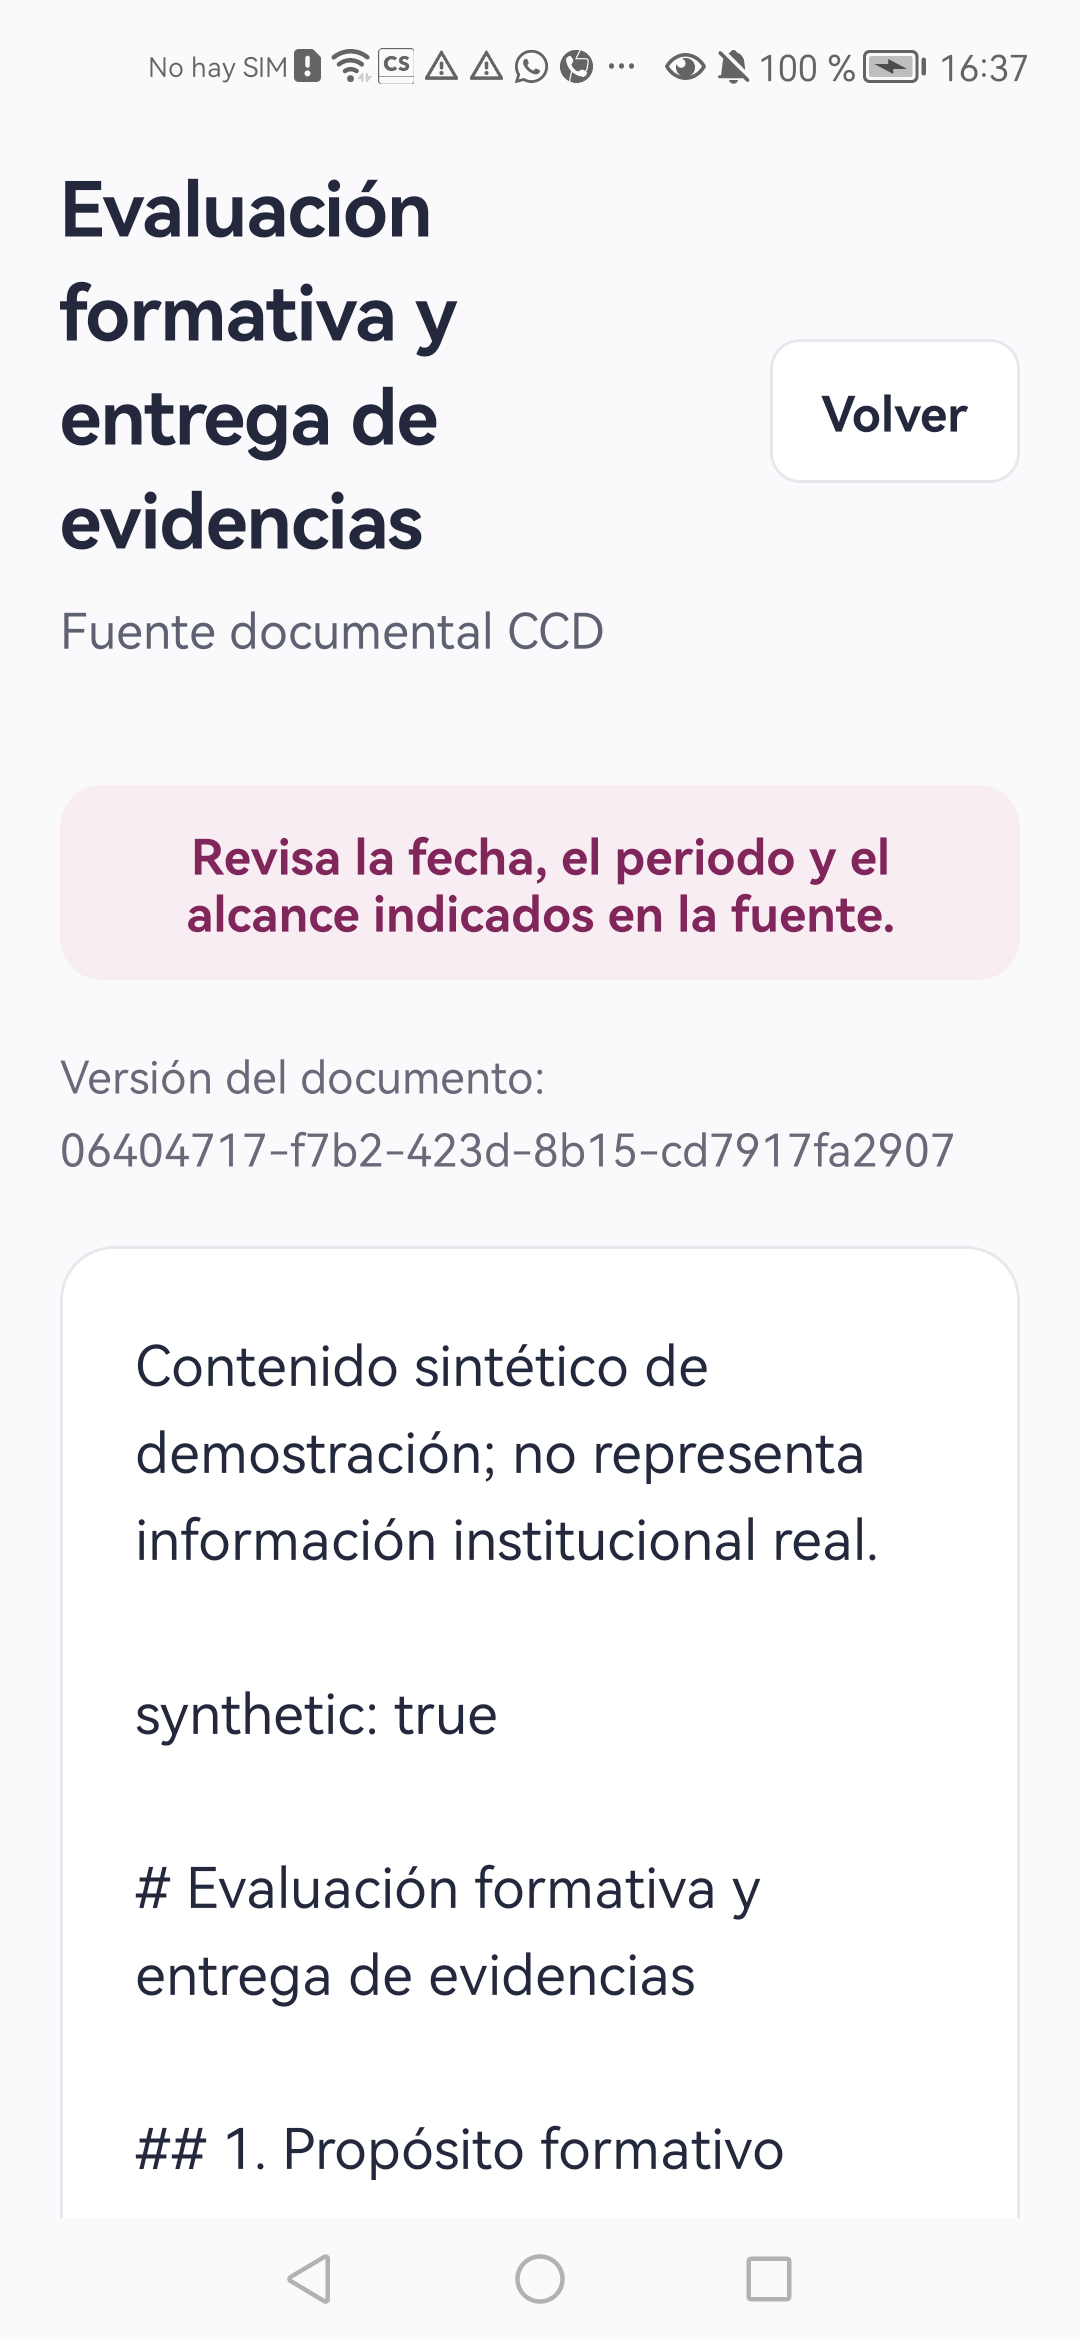 No hay SIM CS 100 % 16:37
Evaluación
formativa y
entrega de
evidencias
Volver
Fuente documental CCD
Revisa la fecha, el periodo y el
alcance indicados en la fuente.
Versión del documento:
06404717-f7b2-423d-8b15-cd7917fa2907
Contenido sintético de
demostración; no representa
información institucional real.
synthetic: true
# Evaluación formativa y
entrega de evidencias
## 1. Propósito formativo